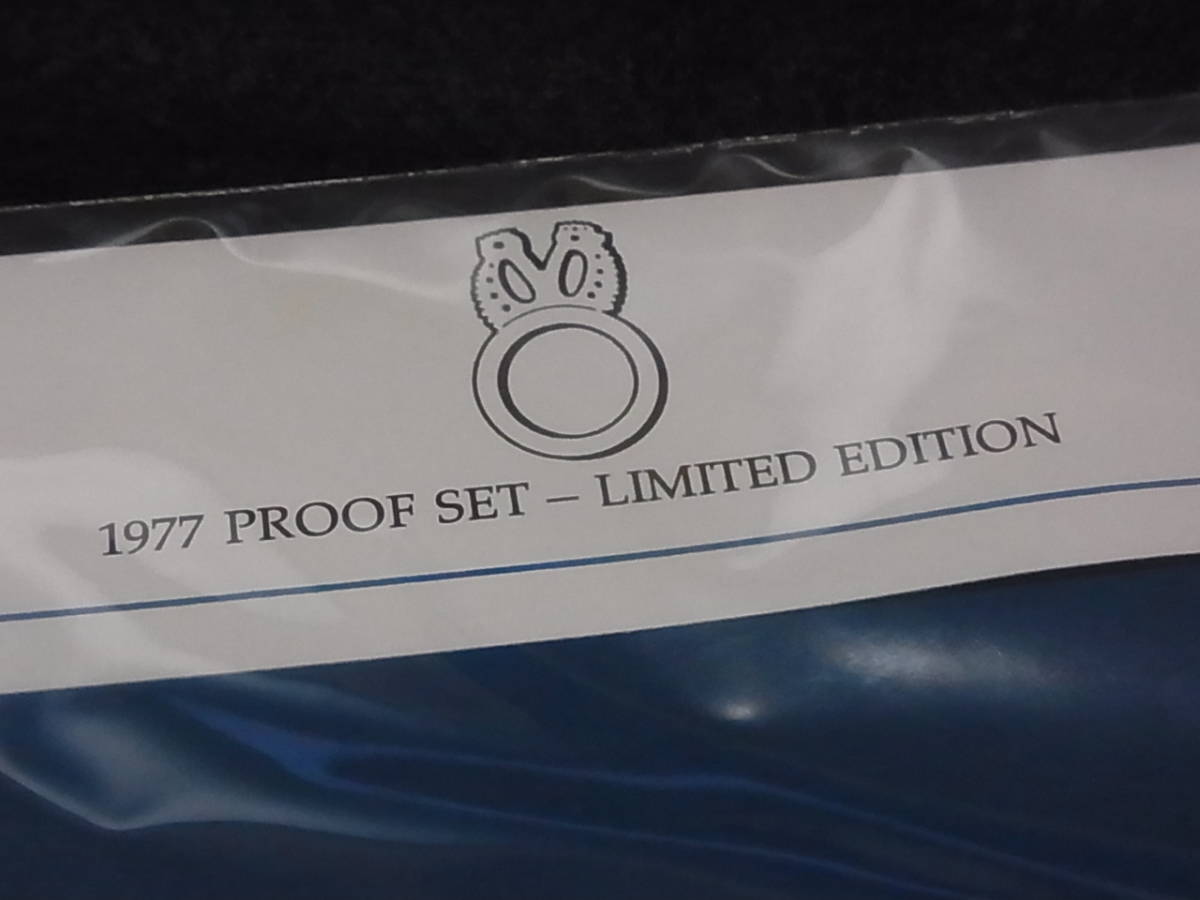 1977 PROOF SET – LIMITED EDITION